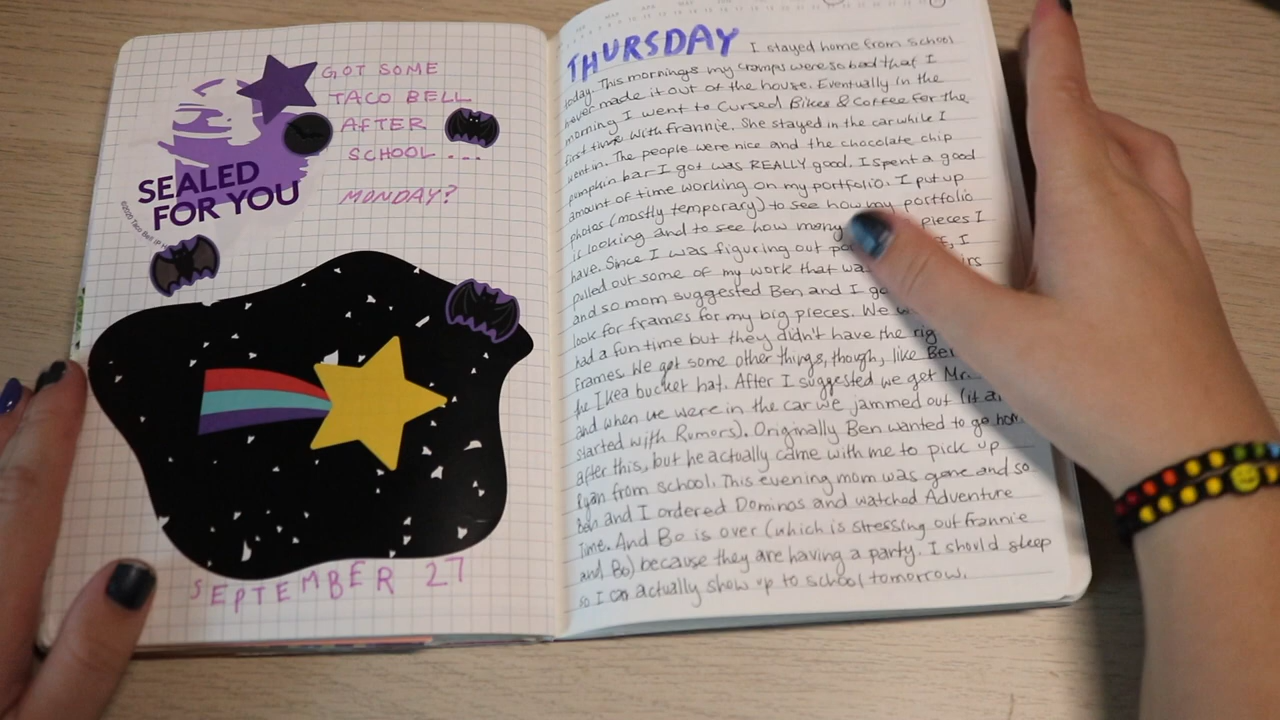 GOT SOME
TACO BELL
AFTER
SCHOOL ...
MONDAY?
SEALED
FOR YOU
©2020 Taco Bell IP H
SEPTEMBER 27
THURSDAY I stayed home from school
today. This mornings my cramps were so bad that I
never made it out of the house. Eventually in the
morning I went to Cursed Bikes & Coffee for the
first time with frannie. She stayed in the car while I
went in. The people were nice and the chocolate chip
pumpkin bar I got was REALLY good. I spent a good
amount of time working on my portfolio. I put up
photos (mostly temporary) to see how my portfolio
is looking and to see how many pieces I
have. Since I was figuring out I
pulled out some of my work that
and so mom suggested Ben and I
look for frames for my big pieces. We
had a fun time but they didn't have the
frames. We got some other things, though, like
the Ikea bucket hat. After I suggested we get Mr.
and when we were in the car we jammed out (it
started with Rumors). Originally Ben wanted to go
after this, but he actually came with me to pick up
Ryan from school. This evening mom was gone and so
Ben and I ordered Dominos and watched Adventure
Time. And Bo is over (which is stressing out frannie
and Bo) because they are having a party. I should sleep
so I can actually show up to school tomorrow.